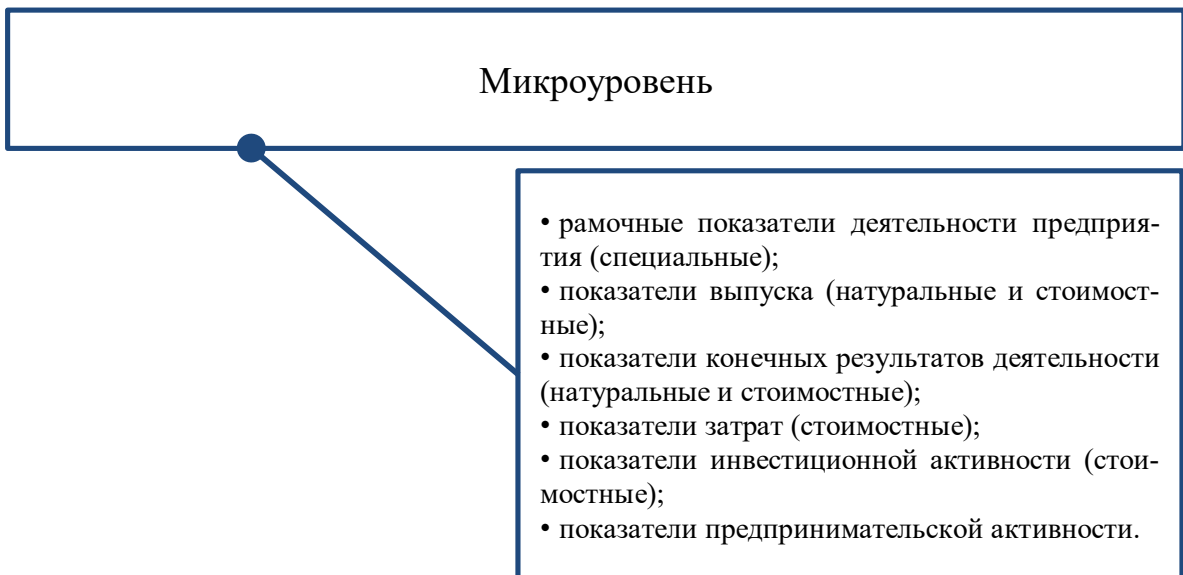 Микроуровень
• рамочные показатели деятельности предприя-
тия (специальные);
• показатели выпуска (натуральные и стоимост-
ные);
• показатели конечных результатов деятельности
(натуральные и стоимостные);
• показатели затрат (стоимостные);
• показатели инвестиционной активности (стои-
мостные);
• показатели предпринимательской активности.